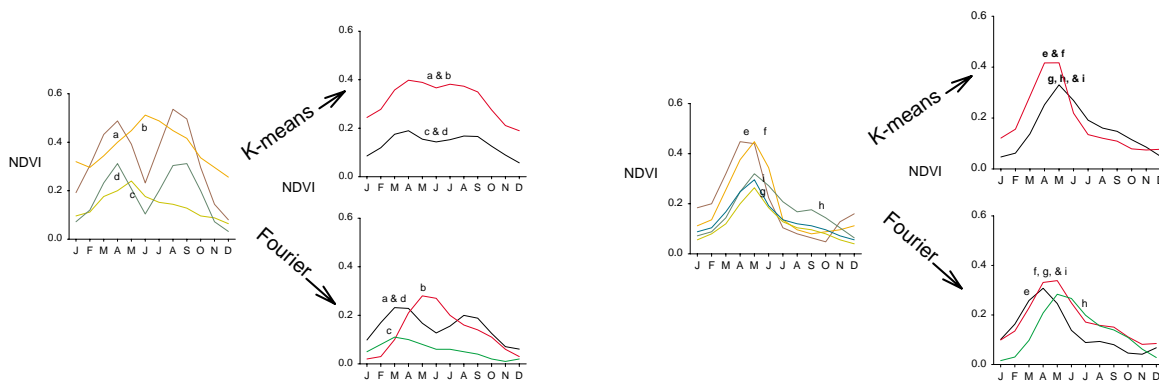 NDVI
0.6
0.4
0.2
0.0
a
b
d
c
J F M A M J J A S O N D
K-means
Fourier
NDVI
0.6
0.4
0.2
0.0
a & b
c & d
J F M A M J J A S O N D
0.6
0.4
0.2
0.0
a & d
b
c
J F M A M J J A S O N D
NDVI
0.6
0.4
0.2
0.0
e
f
i
g
h
J F M A M J J A S O N D
K-means
Fourier
NDVI
0.6
0.4
0.2
0.0
e & f
g, h, & i
J F M A M J J A S O N D
0.6
0.4
0.2
0.0
f, g, & i
e
h
J F M A M J J A S O N D